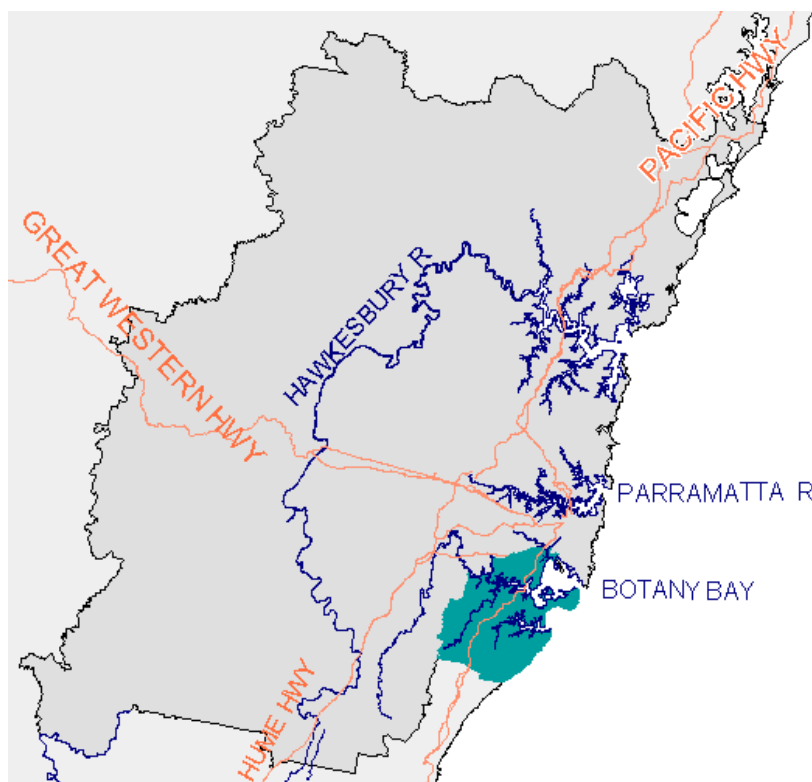 PACIFIC HWY
GREAT WESTERN HWY
HAWKESBURY R
PARRAMATTA R
BOTANY BAY
HUME HWY